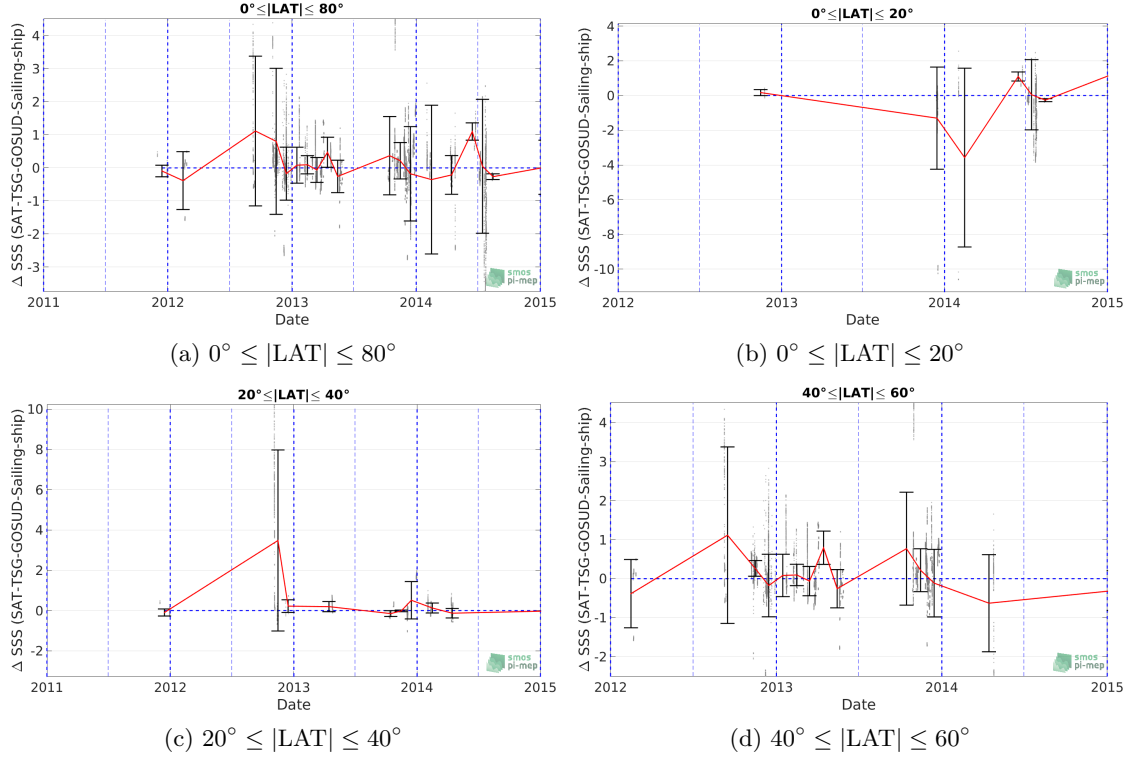 0°≤|LAT|≤ 80°
Δ SSS (SAT-TSG-GOSUD-Sailing-ship)
4
3
2
1
0
-1
-2
-3
2011
2012
2013
2014
2015
Date
smos
pi-mep
(a) 0° ≤ |LAT| ≤ 80°
0°≤|LAT|≤ 20°
Δ SSS (SAT-TSG-GOSUD-Sailing-ship)
4
2
0
-2
-4
-6
-8
-10
2012
2013
2014
2015
Date
smos
pi-mep
(b) 0° ≤ |LAT| ≤ 20°
20°≤|LAT|≤ 40°
Δ SSS (SAT-TSG-GOSUD-Sailing-ship)
10
8
6
4
2
0
-2
2011
2012
2013
2014
2015
Date
smos
pi-mep
(c) 20° ≤ |LAT| ≤ 40°
40°≤|LAT|≤ 60°
Δ SSS (SAT-TSG-GOSUD-Sailing-ship)
4
3
2
1
0
-1
-2
2012
2013
2014
2015
Date
smos
pi-mep
(d) 40° ≤ |LAT| ≤ 60°